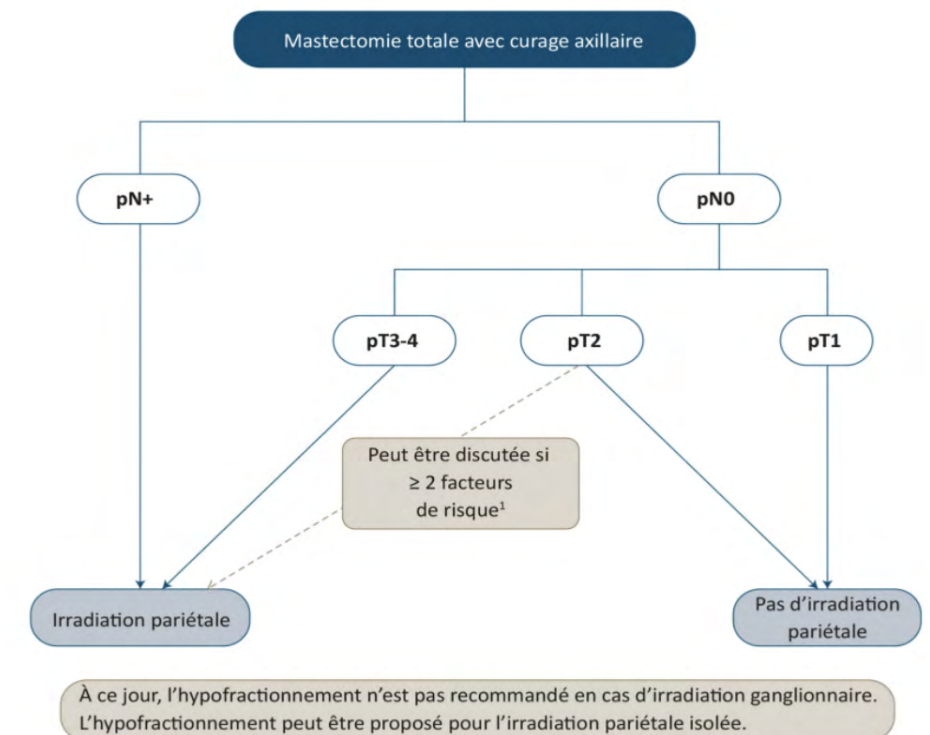 Mastectomie totale avec curage axillaire
pN+
pN0
pT3-4
pT2
pT1
Peut être discutée si
≥ 2 facteurs
de risque¹
Irradiation pariétale
Pas d’irradiation
pariétale
À ce jour, l’hypofractionnement n’est pas recommandé en cas d’irradiation ganglionnaire.
L’hypofractionnement peut être proposé pour l’irradiation pariétale isolée.